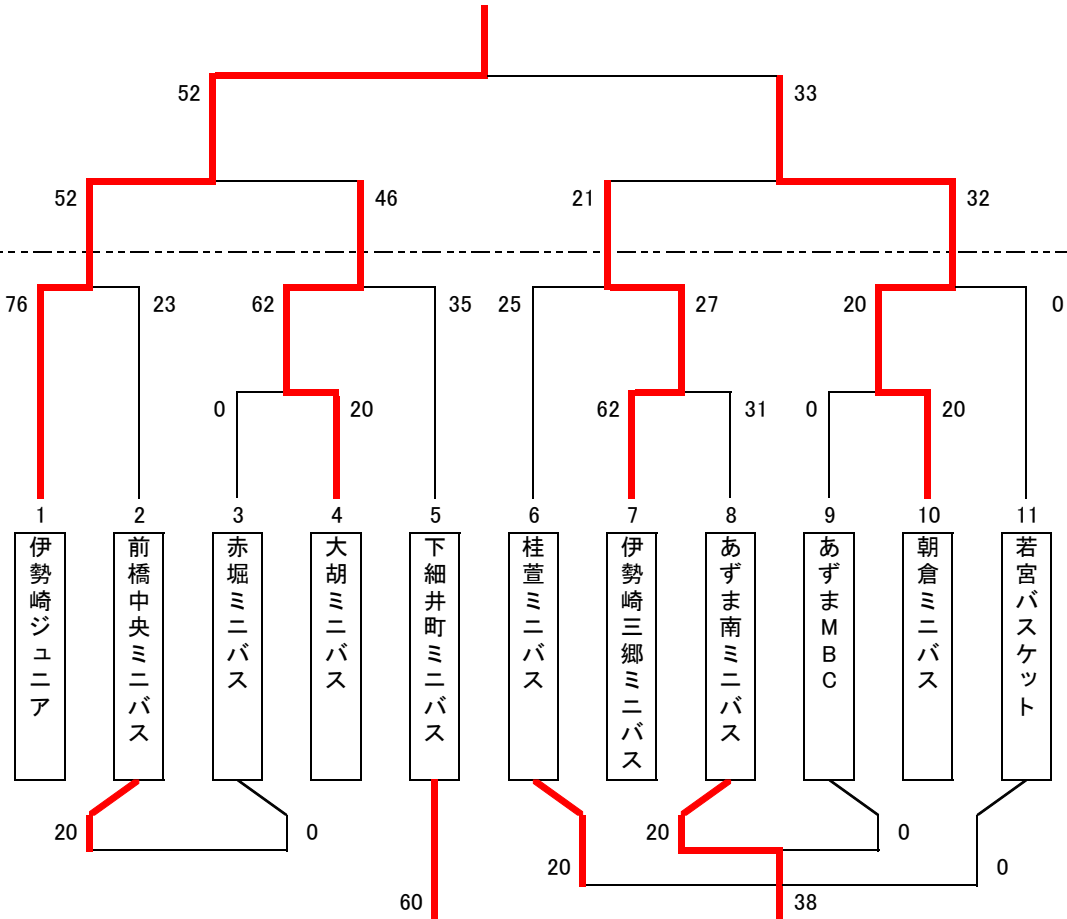 52 33
52 46 21 32
76 23 62 35 25 27 20 0
0 20 62 31 0 20
1 2 3 4 5 6 7 8 9 10 11
伊勢崎ジュニア
前橋中央ミニバス
赤堀ミニバス
大胡ミニバス
下細井町ミニバス
桂萱ミニバス
伊勢崎三郷ミニバス
あずま南ミニバス
あずまMBC
朝倉ミニバス
若宮バスケット
20 0 20 0
20 0
60 38